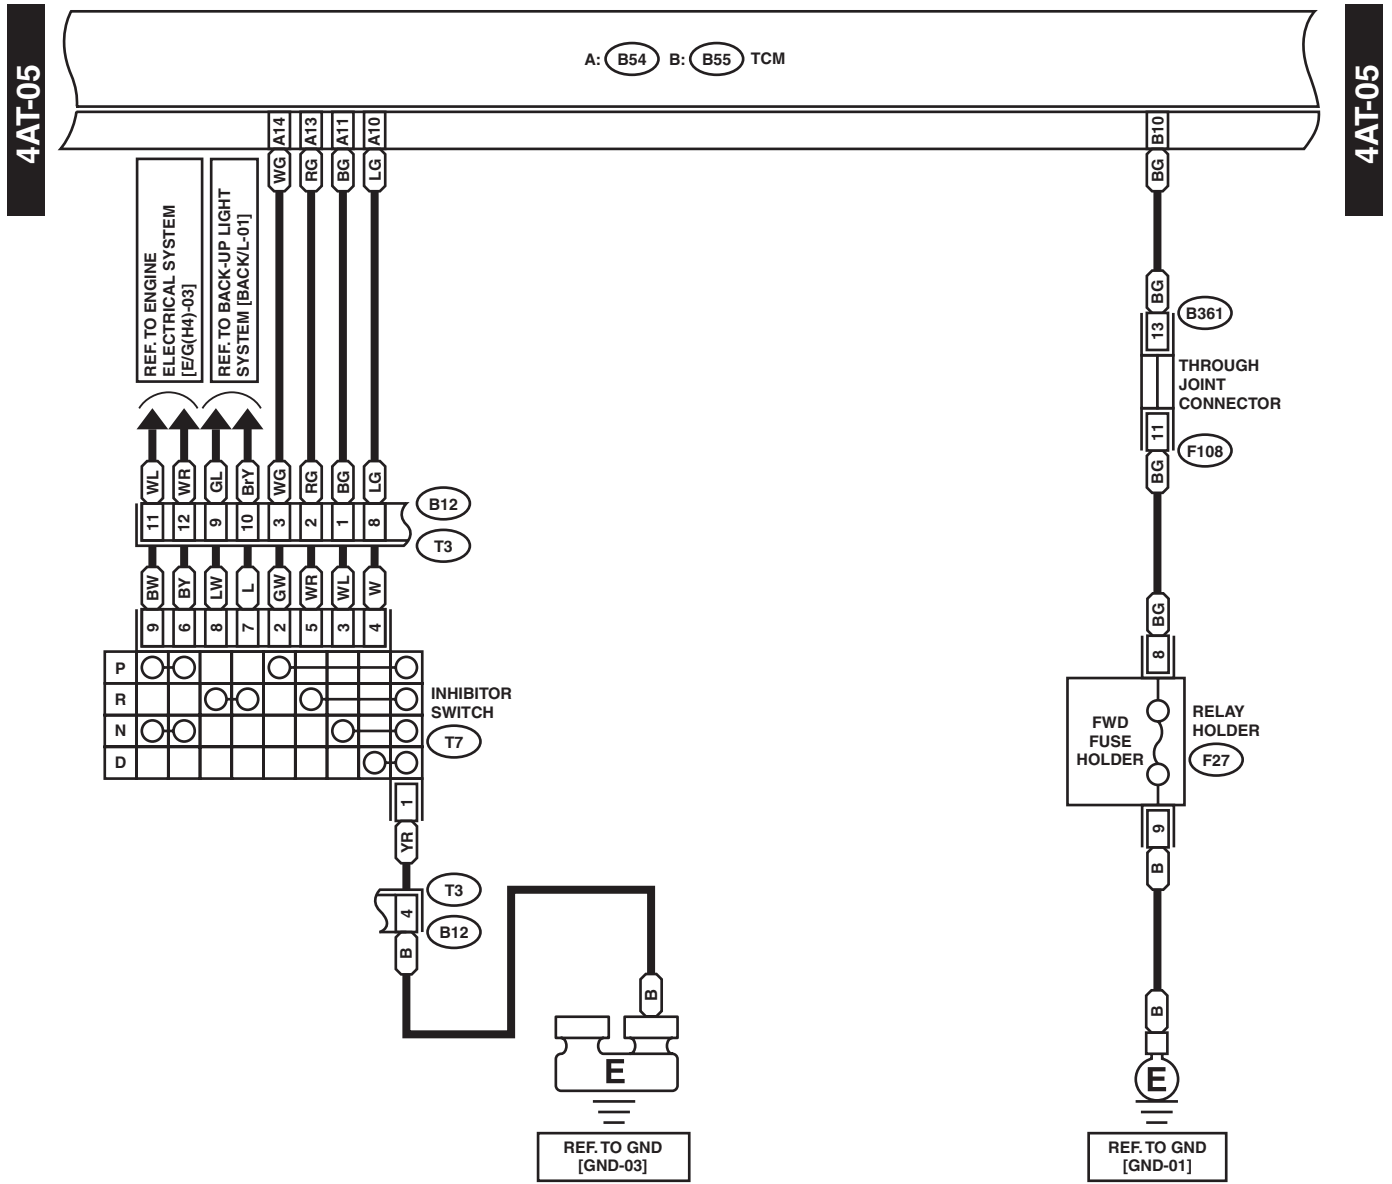 4AT-05
4AT-05
A: B54 B: B55 TCM
A14 A13 A11 A10 B10
WG RG BG LG BG
REF. TO ENGINE
ELECTRICAL SYSTEM
[E/G(H4)-03]
REF. TO BACK-UP LIGHT
SYSTEM [BACK/L-01]
BG
13 B361
THROUGH
JOINT
CONNECTOR
11 F108
BG
WL WR GL BrY WG RG BG LG
11 12 9 10 3 2 1 8
B12
T3
BW BY LW L GW WR WL W
9 6 8 7 2 5 3 4
P
R
N
D
INHIBITOR
SWITCH
T7
BG
8
FWD
FUSE
HOLDER
RELAY
HOLDER
F27
9
B
1
YR
T3
4
B12
B
B
E
REF. TO GND
[GND-03]
B
E
REF. TO GND
[GND-01]